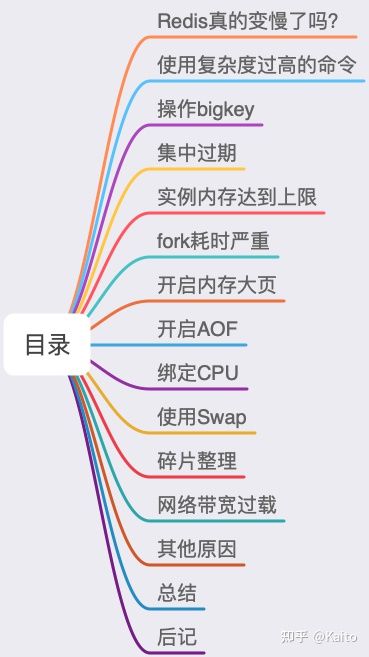 Redis真的变慢了吗?
使用复杂度过高的命令
操作bigkey
集中过期
实例内存达到上限
fork耗时严重
开启内存大页
目录
开启AOF
绑定CPU
使用Swap
碎片整理
网络带宽过载
其他原因
总结
后记
知乎 @Kaito